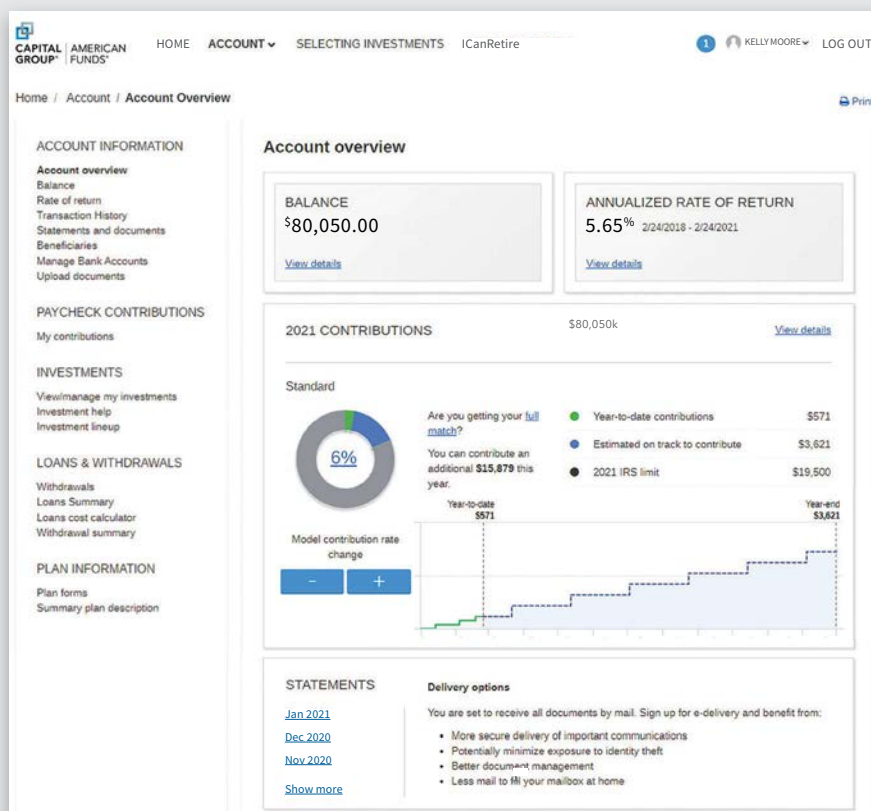 CAPITAL GROUP® | AMERICAN FUNDS®
HOME ACCOUNT SELECTING INVESTMENTS ICanRetire
1 KELLY MOORE LOG OUT
Home / Account / Account Overview
Print
ACCOUNT INFORMATION
Account overview
Balance
Rate of return
Transaction History
Statements and documents
Beneficiaries
Manage Bank Accounts
Upload documents
PAYCHECK CONTRIBUTIONS
My contributions
INVESTMENTS
View/manage my investments
Investment help
Investment lineup
LOANS & WITHDRAWALS
Withdrawals
Loans Summary
Loans cost calculator
Withdrawal summary
PLAN INFORMATION
Plan forms
Summary plan description
Account overview
BALANCE
$80,050.00
View details
ANNUALIZED RATE OF RETURN
5.65% 2/24/2018 - 2/24/2021
View details
2021 CONTRIBUTIONS
$80,050k
View details
Standard
6%
Are you getting your full
match?
You can contribute an
additional $15,879 this
year.
Year-to-date contributions $571
Estimated on track to contribute $3,621
2021 IRS limit $19,500
Model contribution rate
change
- +
Year-to-date
$571
Year-end
$3,621
STATEMENTS
Jan 2021
Dec 2020
Nov 2020
Show more
Delivery options
You are set to receive all documents by mail. Sign up for e-delivery and benefit from:
• More secure delivery of important communications
• Potentially minimize exposure to identity theft
• Better document management
• Less mail to fill your mailbox at home